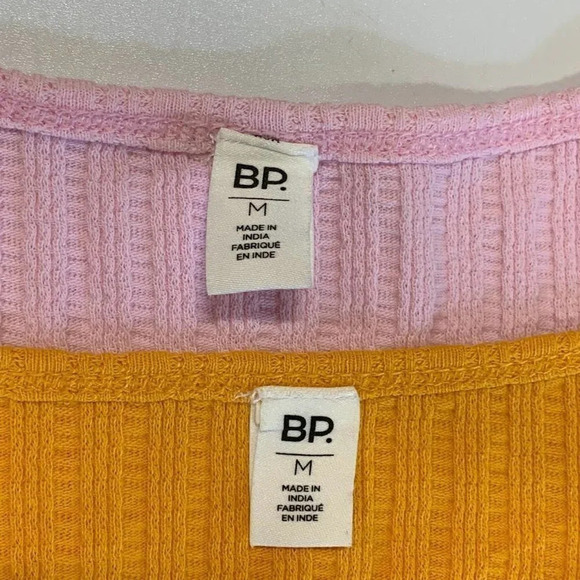 BP.
M
MADE IN
INDIA
FABRIQUÉ
EN INDE
BP.
M
MADE IN
INDIA
FABRIQUÉ
EN INDE